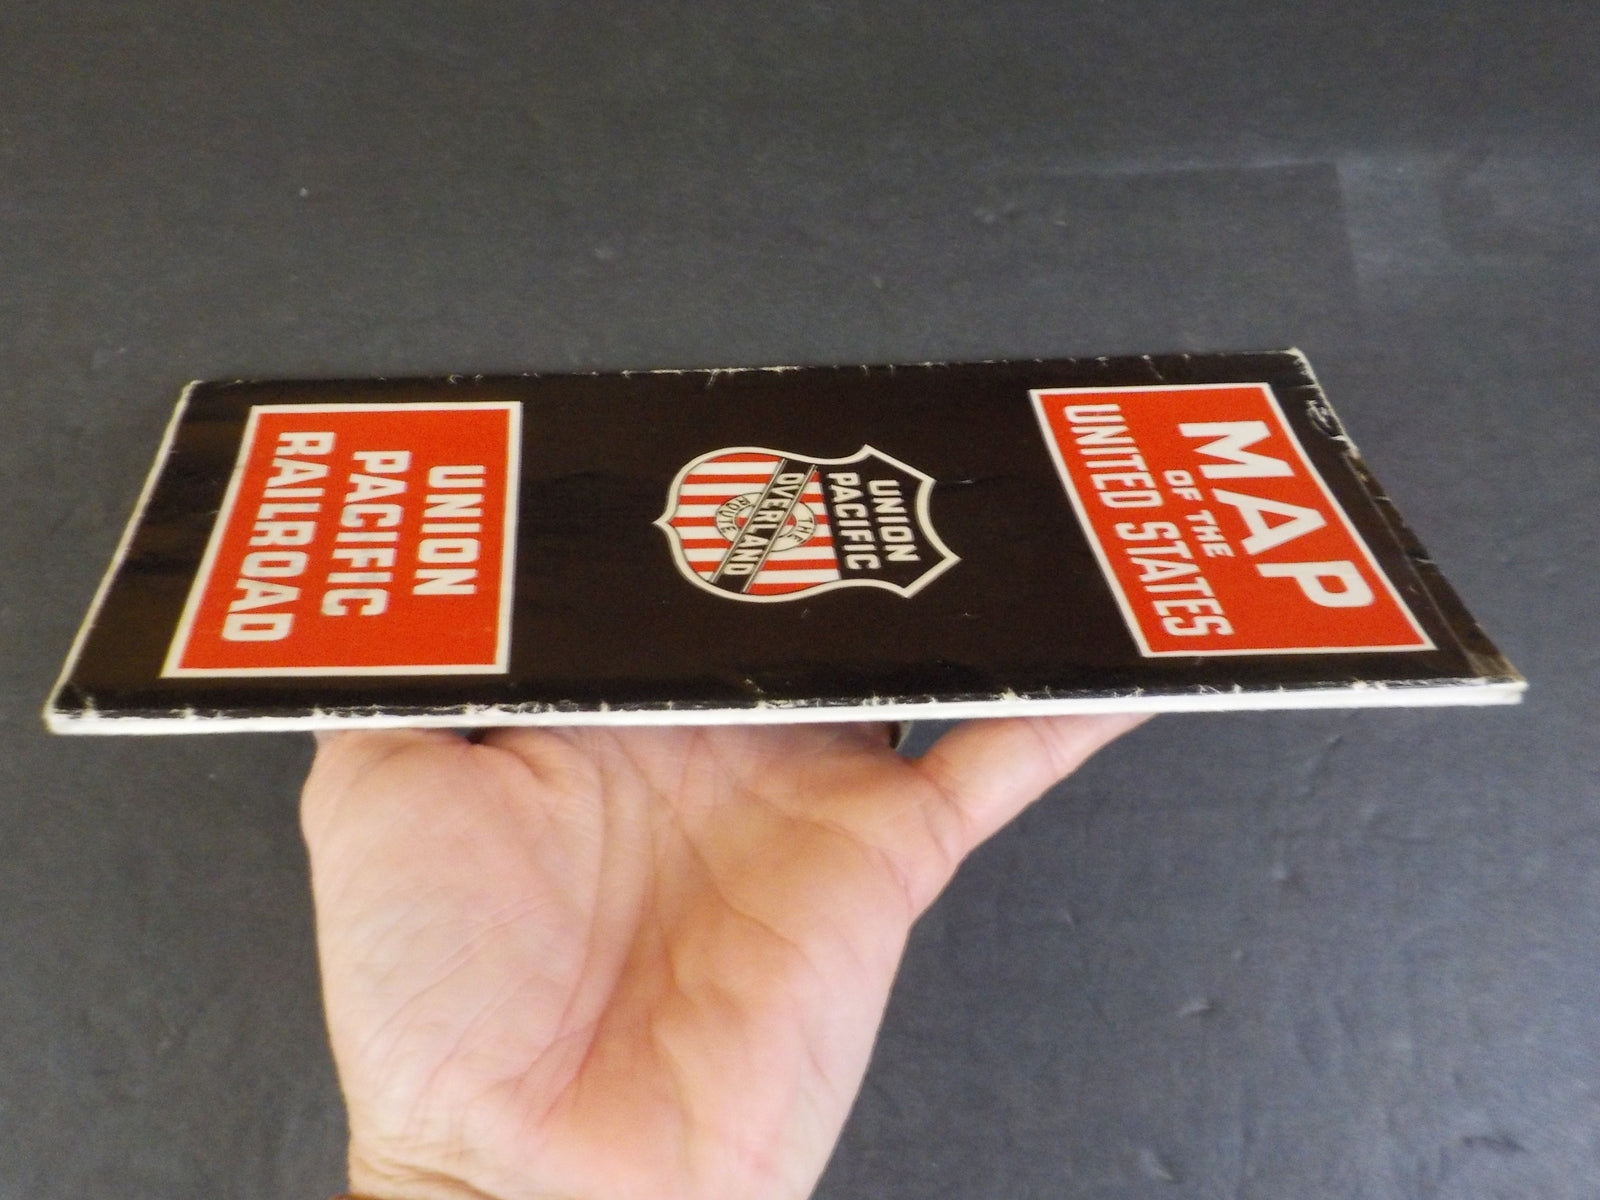 MAP
OF THE
UNITED STATES
UNION
PACIFIC
THE
OVERLAND
ROUTE
UNION
PACIFIC
RAILROAD